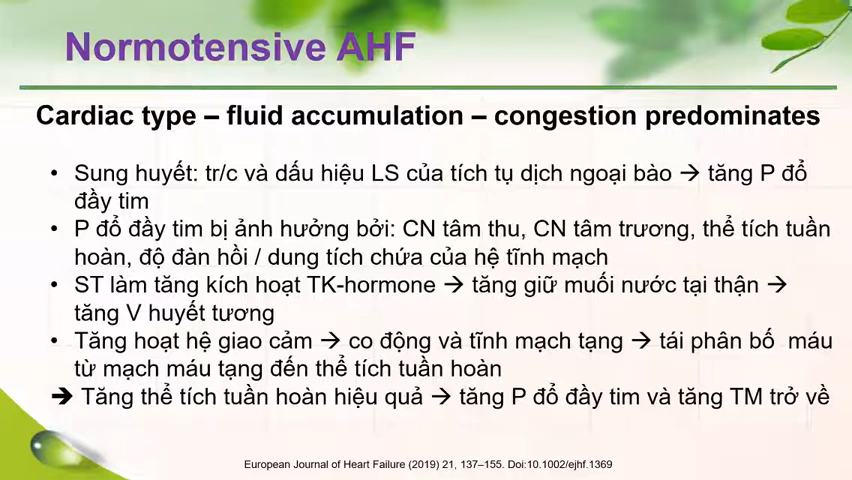 Normotensive AHF
Cardiac type – fluid accumulation – congestion predominates
• Sung huyết: tr/c và dấu hiệu LS của tích tụ dịch ngoại bào → tăng P đổ
đầy tim
• P đổ đầy tim bị ảnh hưởng bởi: CN tâm thu, CN tâm trương, thể tích tuần
hoàn, độ đàn hồi / dung tích chứa của hệ tĩnh mạch
• ST làm tăng kích hoạt TK-hormone → tăng giữ muối nước tại thận →
tăng V huyết tương
• Tăng hoạt hệ giao cảm → co động và tĩnh mạch tạng → tái phân bố máu
từ mạch máu tạng đến thể tích tuần hoàn
➔ Tăng thể tích tuần hoàn hiệu quả → tăng P đổ đầy tim và tăng TM trở về
European Journal of Heart Failure (2019) 21, 137–155. Doi:10.1002/ejhf.1369